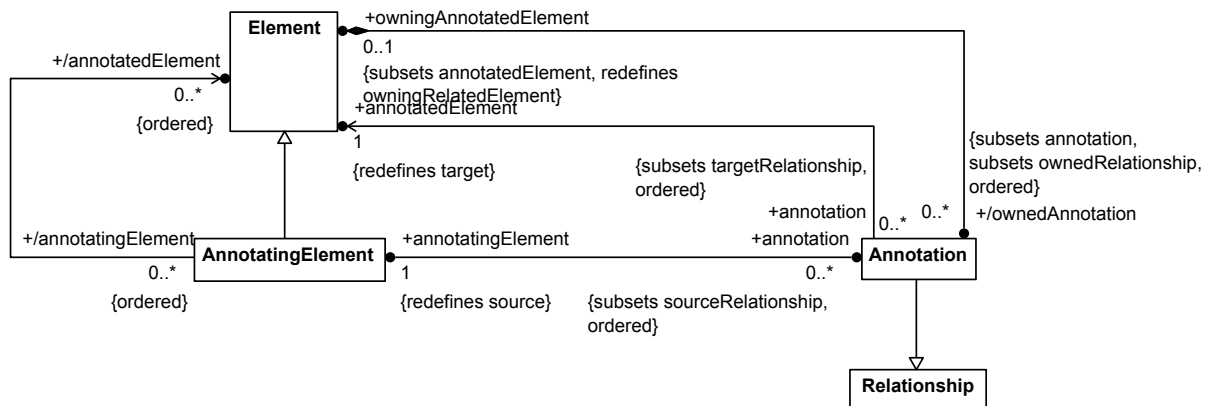 Element
+owningAnnotatedElement
0..1
{subsets annotatedElement, redefines
owningRelatedElement}
+/annotatedElement
0..*
{ordered}
+annotatedElement
1
{redefines target}
{subsets targetRelationship,
ordered}
{subsets annotation,
subsets ownedRelationship,
ordered}
+annotation
0..*
0..*
+/ownedAnnotation
+/annotatingElement
0..*
{ordered}
AnnotatingElement
+annotatingElement
1
{redefines source}
+annotation
0..*
{subsets sourceRelationship,
ordered}
Annotation
Relationship